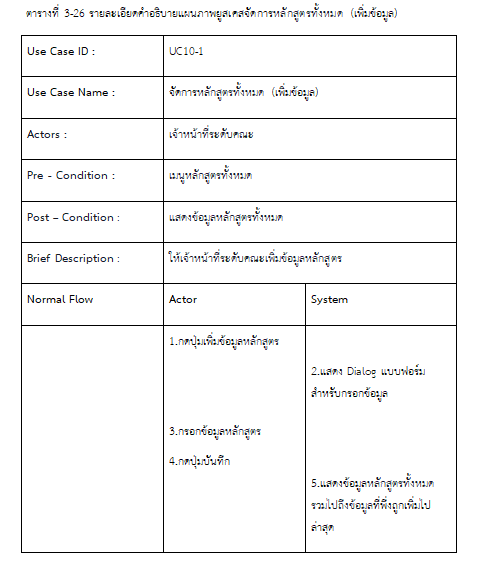 ตารางที่ 3-26 รายละเอียดคำอธิบายแผนภาพยูสเคสจัดการหลักสูตรทั้งหมด (เพิ่มข้อมูล)
Use Case ID : UC10-1
Use Case Name : จัดการหลักสูตรทั้งหมด (เพิ่มข้อมูล)
Actors : เจ้าหน้าที่ระดับคณะ
Pre - Condition : เมนูหลักสูตรทั้งหมด
Post – Condition : แสดงข้อมูลหลักสูตรทั้งหมด
Brief Description : ให้เจ้าหน้าที่ระดับคณะเพิ่มข้อมูลหลักสูตร
Normal Flow Actor System
1.กดปุ่มเพิ่มข้อมูลหลักสูตร
2.แสดง Dialog แบบฟอร์ม
สำหรับกรอกข้อมูล
3.กรอกข้อมูลหลักสูตร
4.กดปุ่มบันทึก
5.แสดงข้อมูลหลักสูตรทั้งหมด
รวมไปถึงข้อมูลที่พึ่งถูกเพิ่มไป
ล่าสุด